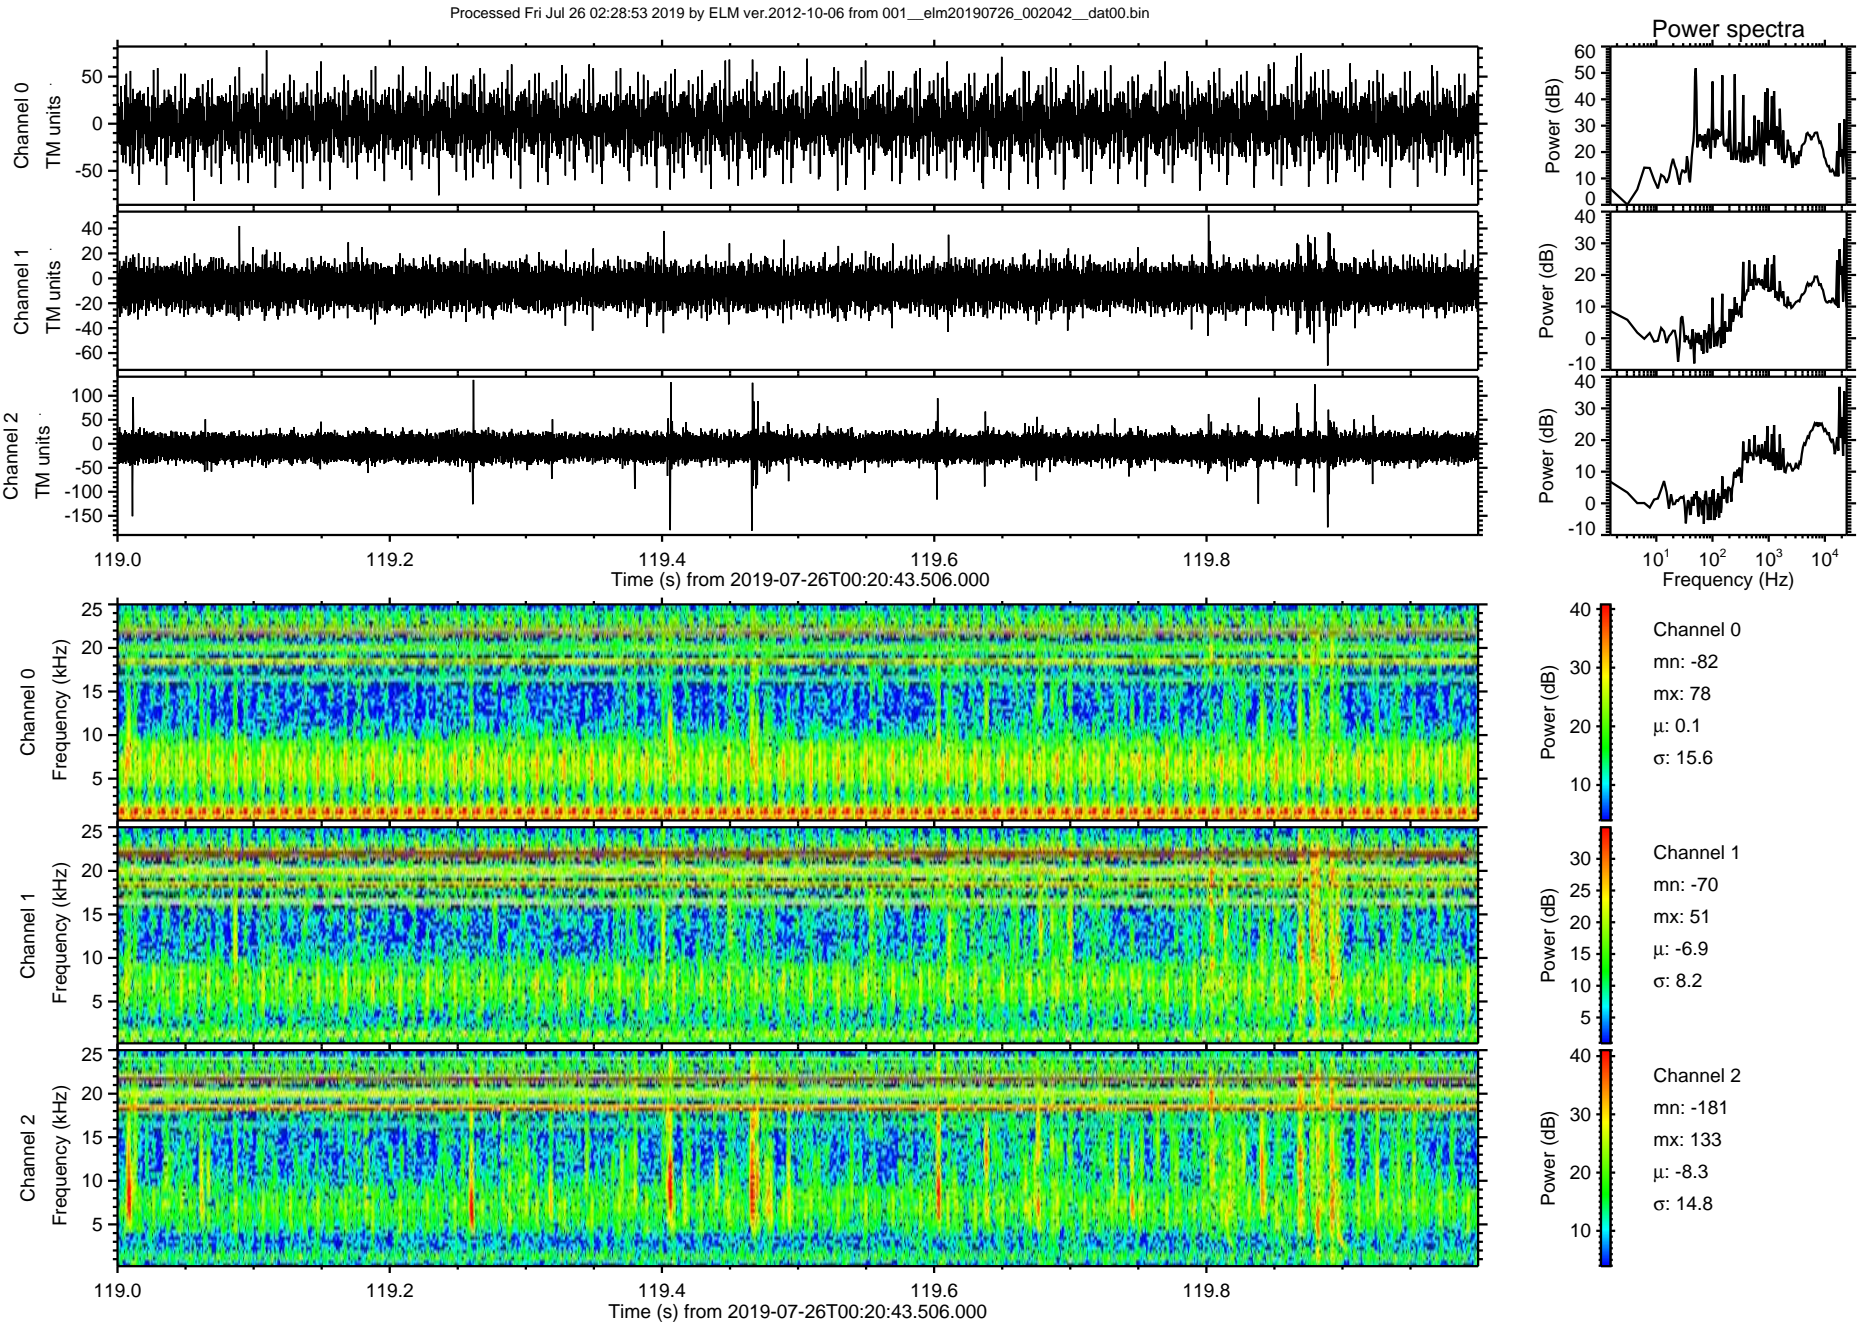 Processed Fri Jul 26 02:28:53 2019 by ELM ver.2012-10-06 from 001__elm20190726_002042__dat00.bin
Power spectra
Channel 0
TM units
50
0
-50
Power (dB)
60
50
40
30
20
10
0
Channel 1
TM units
40
20
0
-20
-40
-60
Power (dB)
40
30
20
10
0
-10
Channel 2
TM units
100
50
0
-50
-100
-150
Power (dB)
40
30
20
10
0
-10
119.0 119.2 119.4 119.6 119.8
Time (s) from 2019-07-26T00:20:43.506.000
10^1 10^2 10^3 10^4
Frequency (Hz)
Channel 0
Frequency (kHz)
25
20
15
10
5
Power (dB)
40
30
20
10
Channel 0
mn: -82
mx: 78
μ: 0.1
σ: 15.6
Channel 1
Frequency (kHz)
25
20
15
10
5
Power (dB)
30
25
20
15
10
5
Channel 1
mn: -70
mx: 51
μ: -6.9
σ: 8.2
Channel 2
Frequency (kHz)
25
20
15
10
5
Power (dB)
40
30
20
10
Channel 2
mn: -181
mx: 133
μ: -8.3
σ: 14.8
119.0 119.2 119.4 119.6 119.8
Time (s) from 2019-07-26T00:20:43.506.000